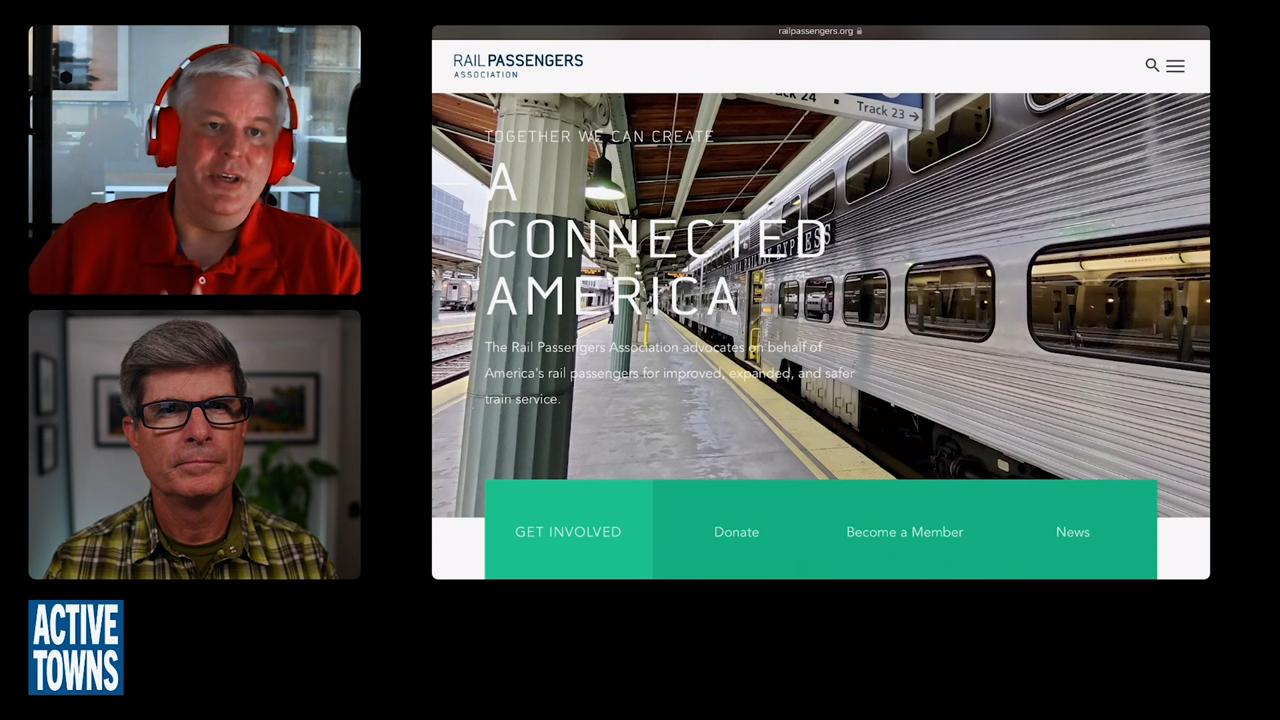 railpassengers.org
RAIL PASSENGERS
ASSOCIATION
Track 24
Track 23 →
TOGETHER WE CAN CREATE
A
CONNECTED
AMERICA
The Rail Passengers Association advocates on behalf of
America's rail passengers for improved, expanded, and safer
train service.
GET INVOLVED
Donate
Become a Member
News
ACTIVE
TOWNS